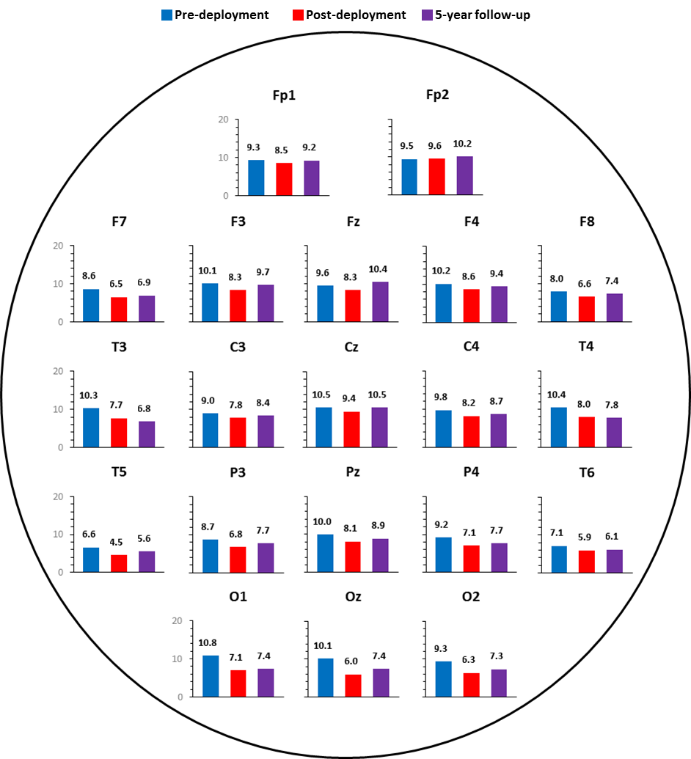 Pre-deployment Post-deployment 5-year follow-up
Fp1 Fp2
20
10
0
9.3 8.5 9.2 9.5 9.6 10.2
F7 F3 Fz F4 F8
20
10
0
8.6 6.5 6.9 10.1 8.3 9.7 9.6 8.3 10.4 10.2 8.6 9.4 8.0 6.6 7.4
T3 C3 Cz C4 T4
20
10
0
10.3 7.7 6.8 9.0 7.8 8.4 10.5 9.4 10.5 9.8 8.2 8.7 10.4 8.0 7.8
T5 P3 Pz P4 T6
20
10
0
6.6 4.5 5.6 8.7 6.8 7.7 10.0 8.1 8.9 9.2 7.1 7.7 7.1 5.9 6.1
O1 Oz O2
20
10
0
10.8 7.1 7.4 10.1 6.0 7.4 9.3 6.3 7.3